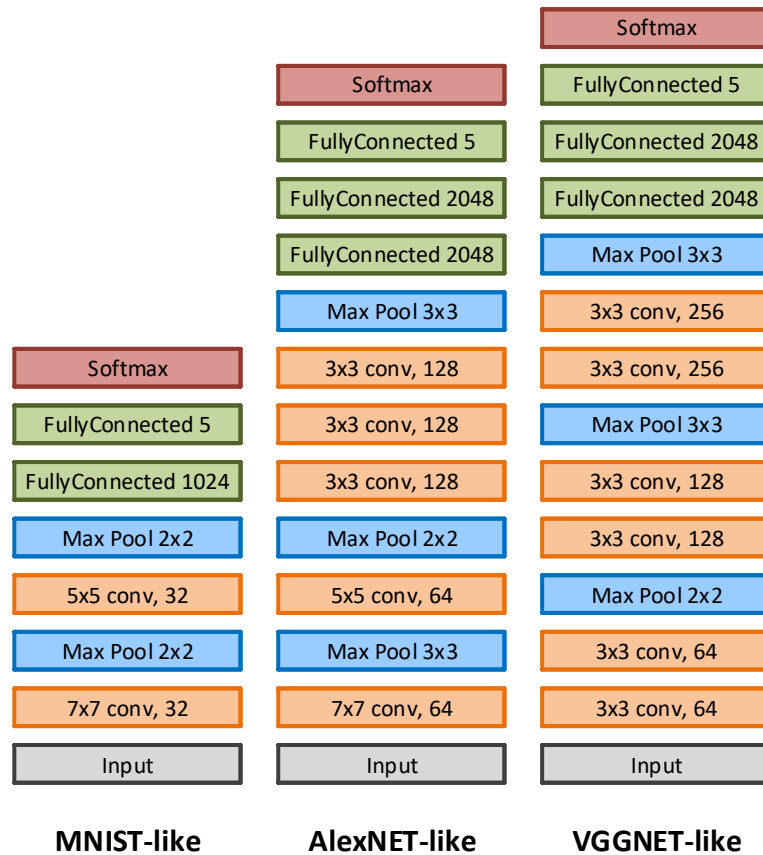 Softmax
FullyConnected 5
FullyConnected 1024
Max Pool 2x2
5x5 conv, 32
Max Pool 2x2
7x7 conv, 32
Input
MNIST-like
Softmax
FullyConnected 5
FullyConnected 2048
FullyConnected 2048
Max Pool 3x3
3x3 conv, 128
3x3 conv, 128
3x3 conv, 128
Max Pool 2x2
5x5 conv, 64
Max Pool 3x3
7x7 conv, 64
Input
AlexNET-like
Softmax
FullyConnected 5
FullyConnected 2048
FullyConnected 2048
Max Pool 3x3
3x3 conv, 256
3x3 conv, 256
Max Pool 3x3
3x3 conv, 128
3x3 conv, 128
Max Pool 2x2
3x3 conv, 64
3x3 conv, 64
Input
VGGNET-like